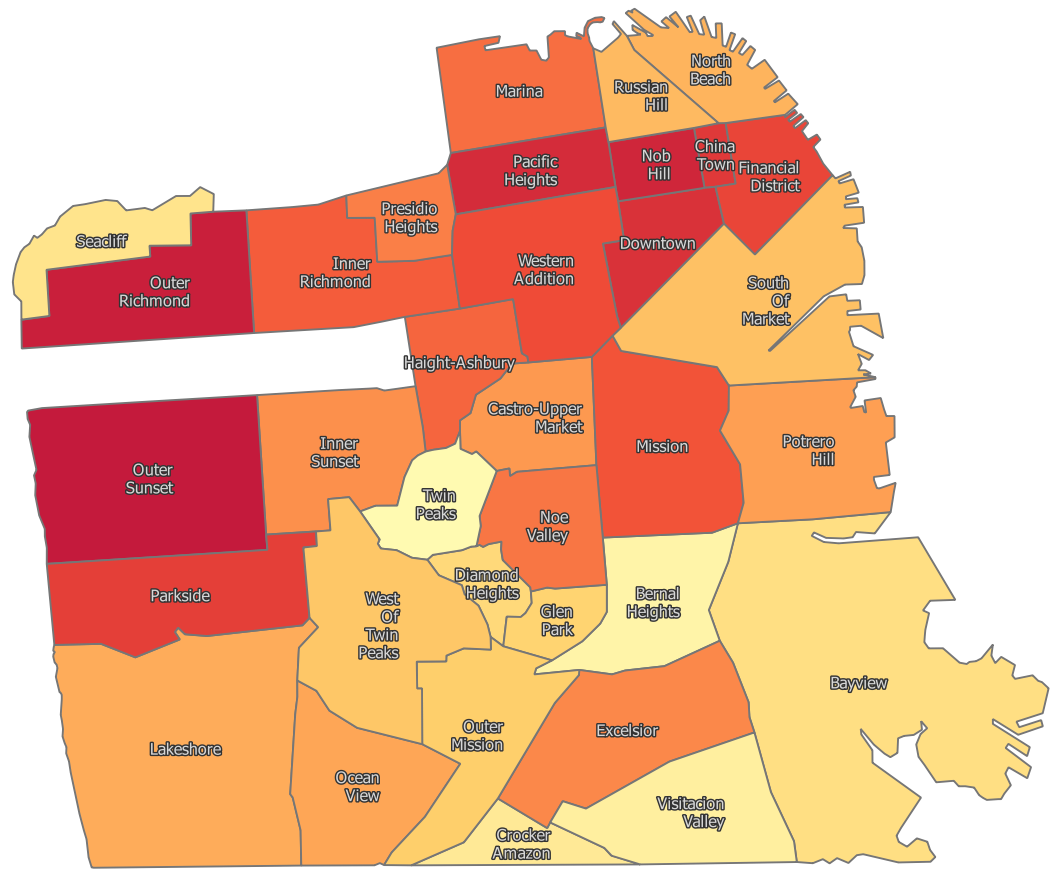 North
Beach
Marina
Russian
Hill
China
Town
Pacific
Heights
Nob
Hill
Financial
District
Presidio
Heights
Seadliff
Downtown
Western
Addition
Inner
Richmond
Outer
Richmond
South
Of
Market
Haight-Ashbury
Castro-Upper
Market
Inner
Sunset
Mission
Potrero
Hill
Outer
Sunset
Twin
Peaks
Noe
Valley
Diamond
Heights
Parkside
Bernal
Heights
West
Of
Twin
Peaks
Glen
Park
Bayview
Excelsior
Outer
Mission
Lakeshore
Ocean
View
Visitacion
Valley
Crocker
Amazon